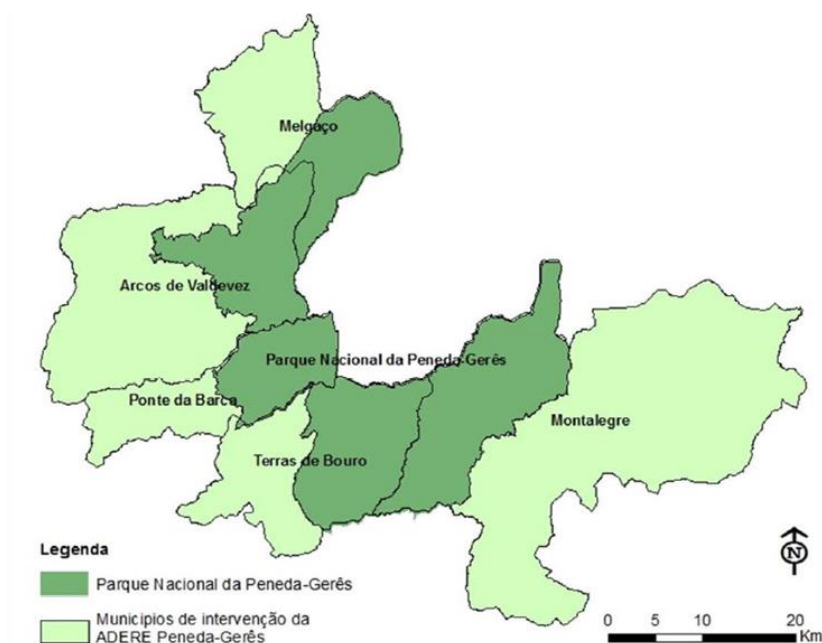 Melgaço
Arcos de Valdevez
Parque Nacional da Peneda-Gerês
Ponte da Barca
Montalegre
Terras de Bouro
N
Legenda
Parque Nacional da Peneda-Gerês
Municipios de intervenção da
ADERE Peneda-Gerês
0 5 10 20
Km